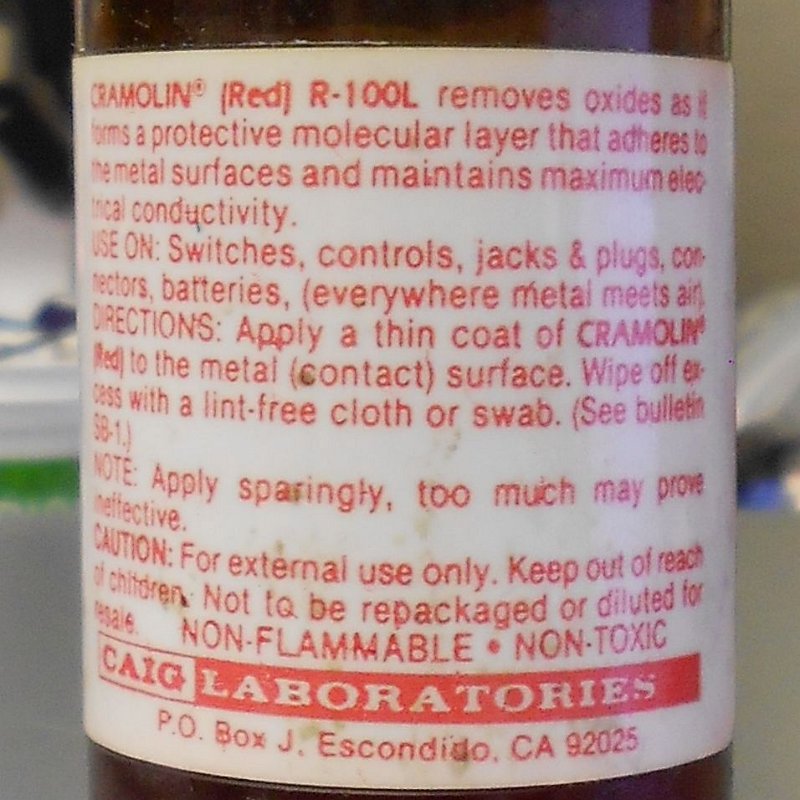 CRAMOLIN® (Red) R-100L removes oxides as it
forms a protective molecular layer that adheres to
the metal surfaces and maintains maximum elec-
trical conductivity.
USE ON: Switches, controls, jacks & plugs, con-
nectors, batteries, (everywhere metal meets air).
DIRECTIONS: Apply a thin coat of CRAMOLIN®
(Red) to the metal (contact) surface. Wipe off ex-
cess with a lint-free cloth or swab. (See bulletin
SB-1.)
NOTE: Apply sparingly, too much may prove
ineffective.
CAUTION: For external use only. Keep out of reach
of children. Not to be repackaged or diluted for
resale.
NON-FLAMMABLE • NON-TOXIC
CAIG LABORATORIES
P.O. Box J, Escondido, CA 92025